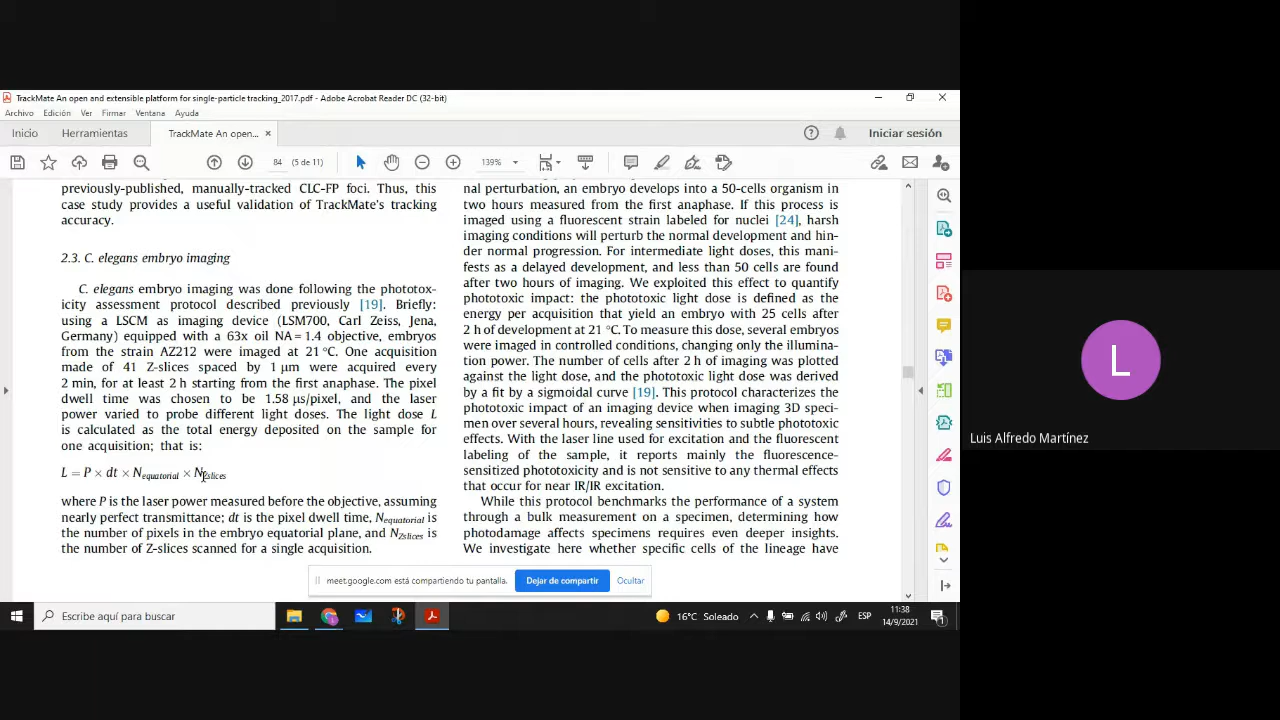 TrackMate An open and extensible platform for single-particle tracking_2017.pdf - Adobe Acrobat Reader DC (32-bit)
Archivo Edición Ver Firmar Ventana Ayuda
Inicio Herramientas TrackMate An open... × Iniciar sesión
84 (5 de 11) 139%
previously-published, manually-tracked CLC-FP foci. Thus, this
case study provides a useful validation of TrackMate's tracking
accuracy.
2.3. C. elegans embryo imaging
C. elegans embryo imaging was done following the phototox-
icity assessment protocol described previously [19]. Briefly:
using a LSCM as imaging device (LSM700, Carl Zeiss, Jena,
Germany) equipped with a 63x oil NA = 1.4 objective, embryos
from the strain AZ212 were imaged at 21 °C. One acquisition
made of 41 Z-slices spaced by 1 μm were acquired every
2 min, for at least 2 h starting from the first anaphase. The pixel
dwell time was chosen to be 1.58 μs/pixel, and the laser
power varied to probe different light doses. The light dose L
is calculated as the total energy deposited on the sample for
one acquisition; that is:
L = P × dt × Nequatorial × NZslices
where P is the laser power measured before the objective, assuming
nearly perfect transmittance; dt is the pixel dwell time, Nequatorial is
the number of pixels in the embryo equatorial plane, and NZslices is
the number of Z-slices scanned for a single acquisition.
nal perturbation, an embryo develops into a 50-cells organism in
two hours measured from the first anaphase. If this process is
imaged using a fluorescent strain labeled for nuclei [24], harsh
imaging conditions will perturb the normal development and hin-
der normal progression. For intermediate light doses, this mani-
fests as a delayed development, and less than 50 cells are found
after two hours of imaging. We exploited this effect to quantify
phototoxic impact: the phototoxic light dose is defined as the
energy per acquisition that yield an embryo with 25 cells after
2 h of development at 21 °C. To measure this dose, several embryos
were imaged in controlled conditions, changing only the illumina-
tion power. The number of cells after 2 h of imaging was plotted
against the light dose, and the phototoxic light dose was derived
by a fit by a sigmoidal curve [19]. This protocol characterizes the
phototoxic impact of an imaging device when imaging 3D speci-
men over several hours, revealing sensitivities to subtle phototoxic
effects. With the laser line used for excitation and the fluorescent
labeling of the sample, it reports mainly the fluorescence-
sensitized phototoxicity and is not sensitive to any thermal effects
that occur for near IR/IR excitation.
While this protocol benchmarks the performance of a system
through a bulk measurement on a specimen, determining how
photodamage affects specimens requires even deeper insights.
We investigate here whether specific cells of the lineage have
meet.google.com está compartiendo tu pantalla. Dejar de compartir Ocultar
Escribe aquí para buscar
16°C Soleado ESP 11:38
14/9/2021
L
Luis Alfredo Martínez